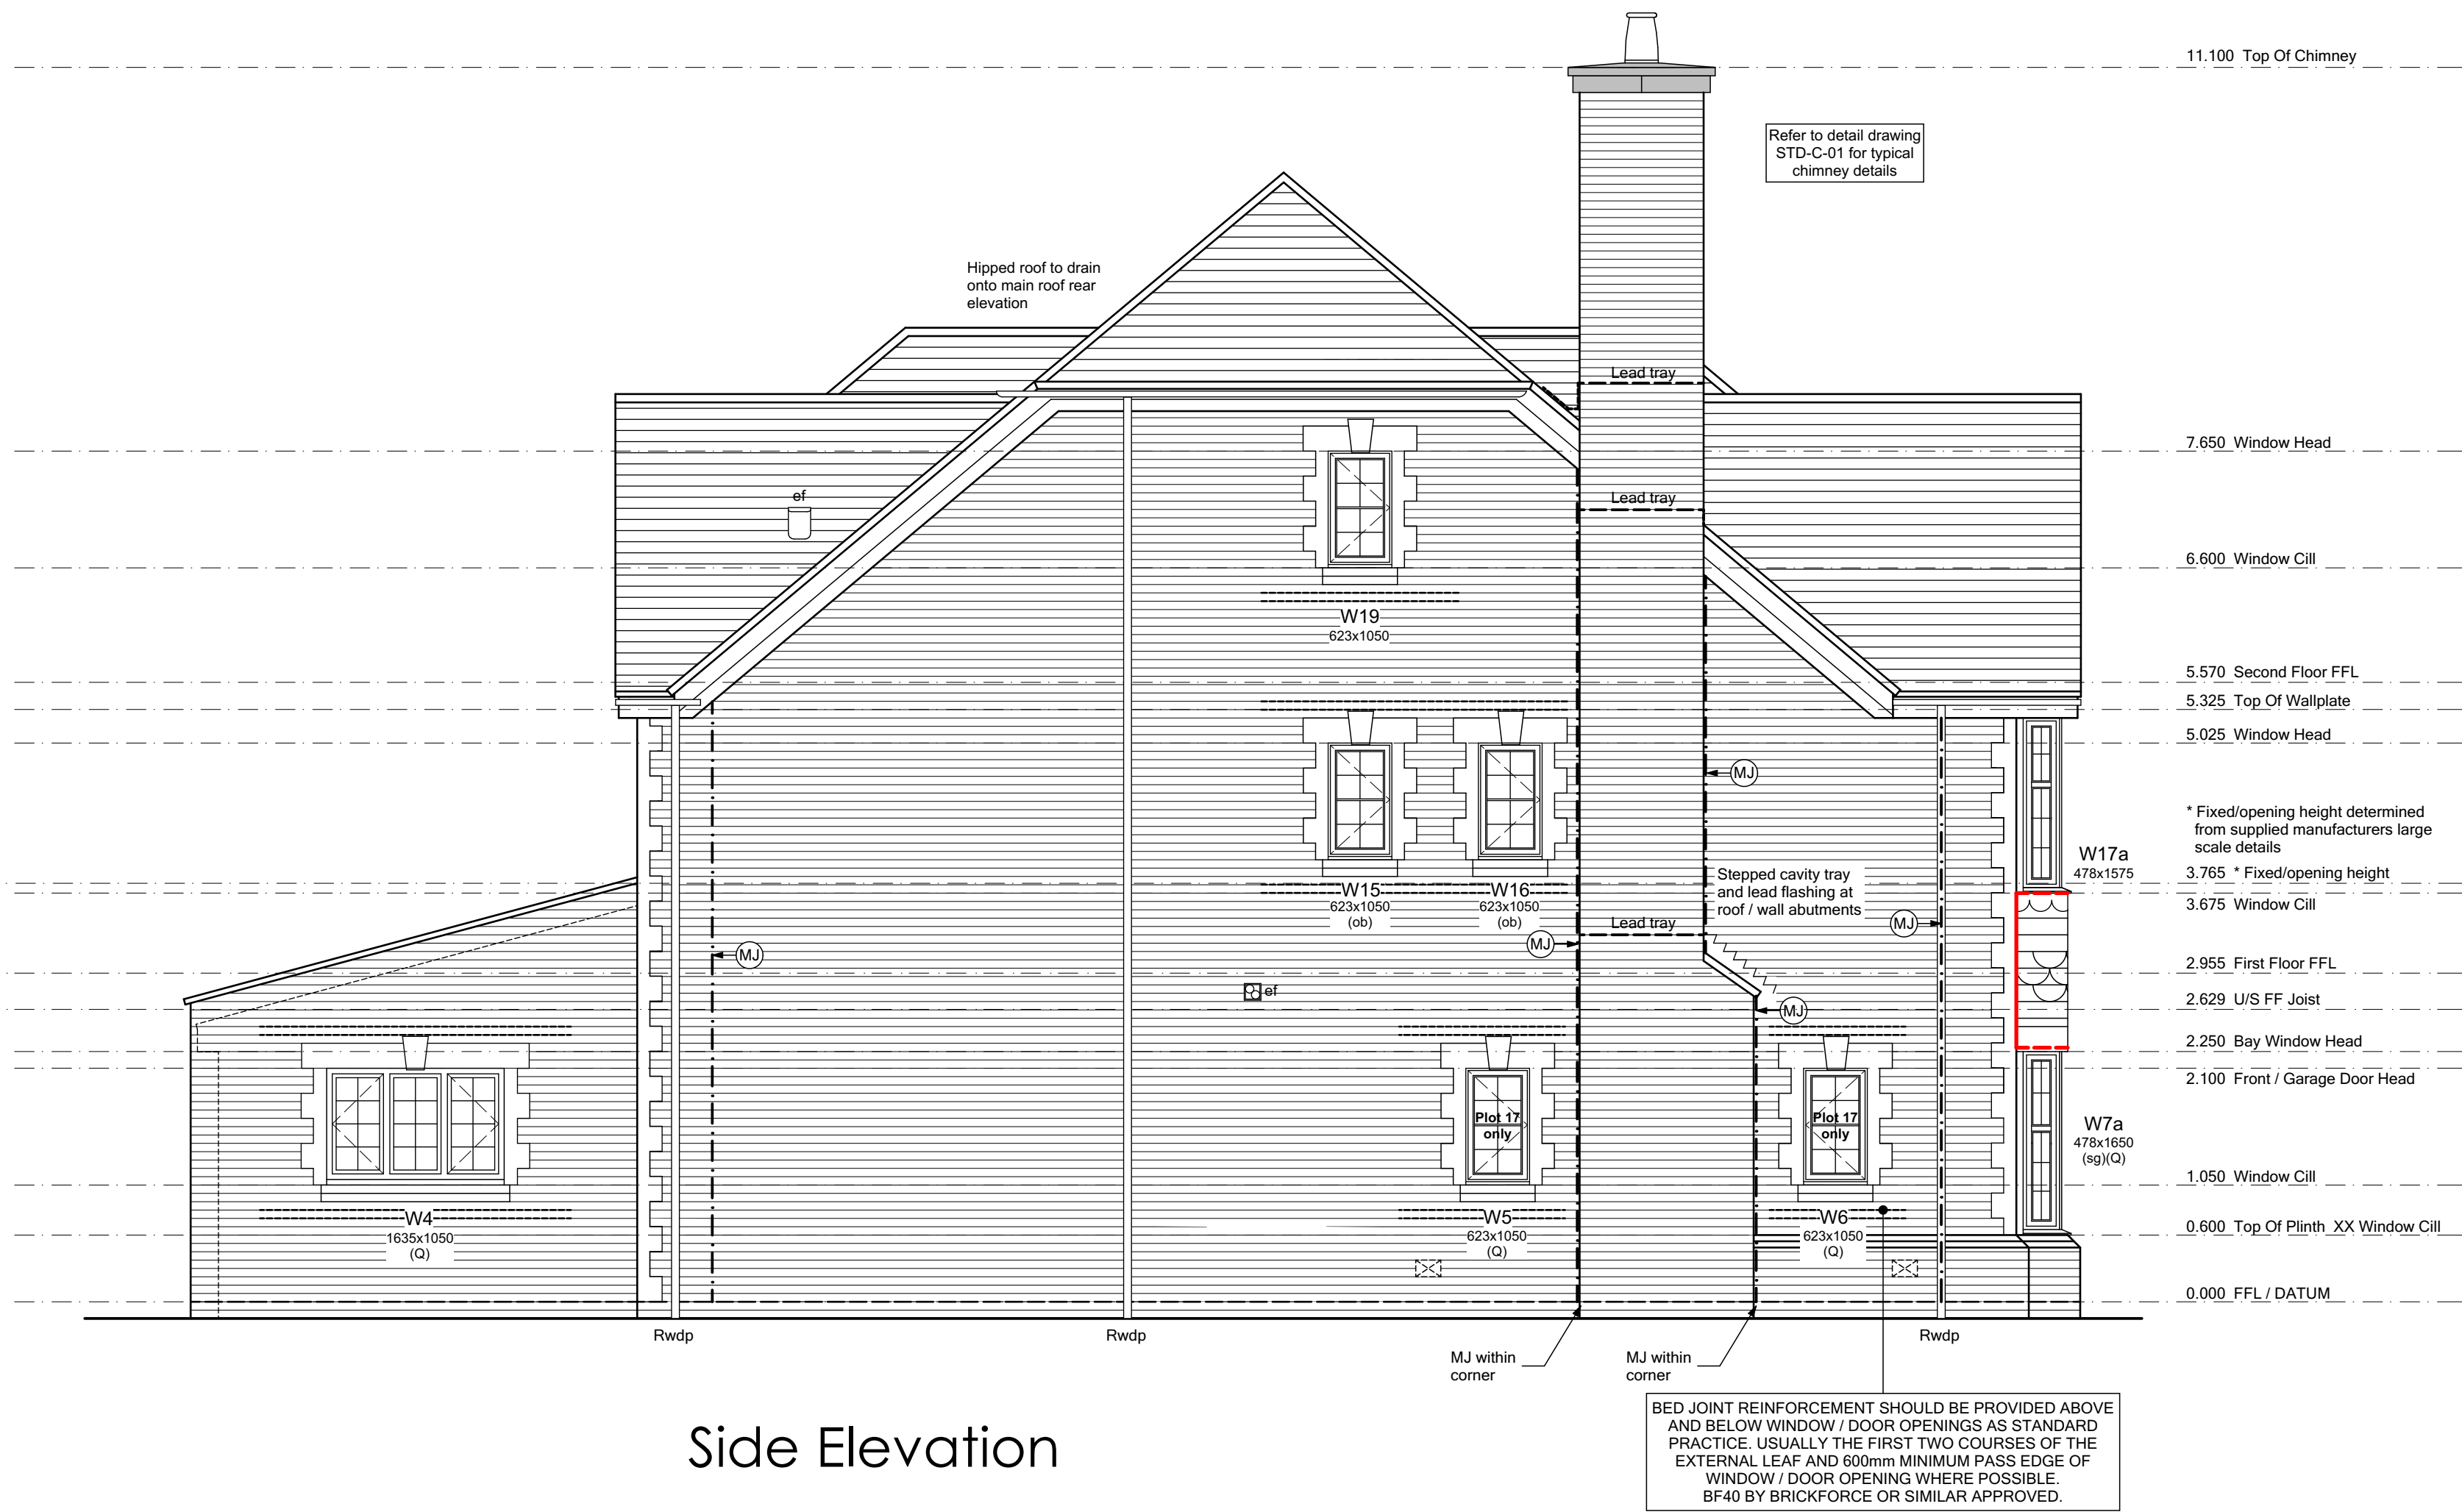 11.100 Top Of Chimney
Refer to detail drawing
STD-C-01 for typical
chimney details
Hipped roof to drain
onto main roof rear
elevation
Lead tray
7.650 Window Head
ef
Lead tray
6.600 Window Cill
W19
623x1050
5.570 Second Floor FFL
5.325 Top Of Wallplate
5.025 Window Head
MJ
* Fixed/opening height determined
from supplied manufacturers large
scale details
W17a
478x1575
3.765 * Fixed/opening height
Stepped cavity tray
and lead flashing at
roof / wall abutments
W15
623x1050
(ob)
W16
623x1050
(ob)
3.675 Window Cill
Lead tray
MJ
MJ
MJ
2.955 First Floor FFL
ef
2.629 U/S FF Joist
MJ
2.250 Bay Window Head
2.100 Front / Garage Door Head
Plot 17
only
Plot 17
only
W7a
478x1650
(sg)(Q)
1.050 Window Cill
W4
1635x1050
(Q)
W5
623x1050
(Q)
W6
623x1050
(Q)
0.600 Top Of Plinth XX Window Cill
0.000 FFL / DATUM
Rwdp
Rwdp
Rwdp
MJ within
corner
MJ within
corner
BED JOINT REINFORCEMENT SHOULD BE PROVIDED ABOVE
AND BELOW WINDOW / DOOR OPENINGS AS STANDARD
PRACTICE. USUALLY THE FIRST TWO COURSES OF THE
EXTERNAL LEAF AND 600mm MINIMUM PASS EDGE OF
WINDOW / DOOR OPENING WHERE POSSIBLE.
BF40 BY BRICKFORCE OR SIMILAR APPROVED.
Side Elevation